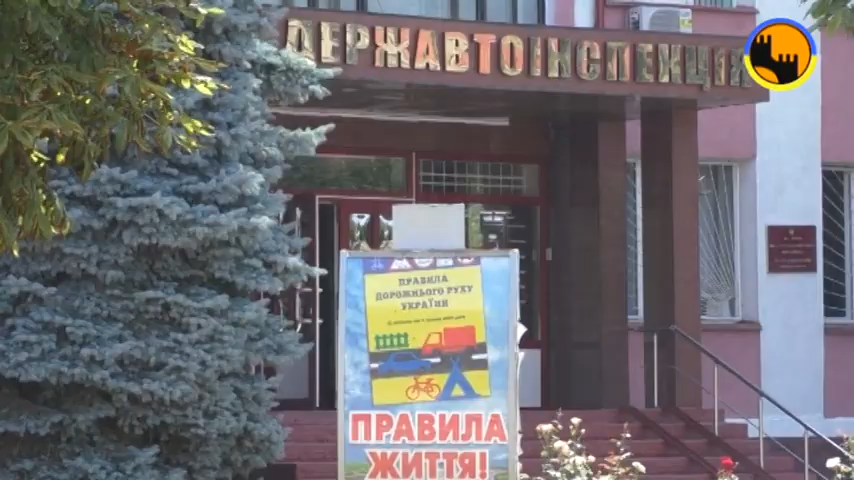 ДЕРЖАВТОІНСПЕКЦІЯ
ПРАВИЛА
ДОРОЖНЬОГО РУХУ
УКРАЇНИ
ПРАВИЛА
ЖИТТЯ!